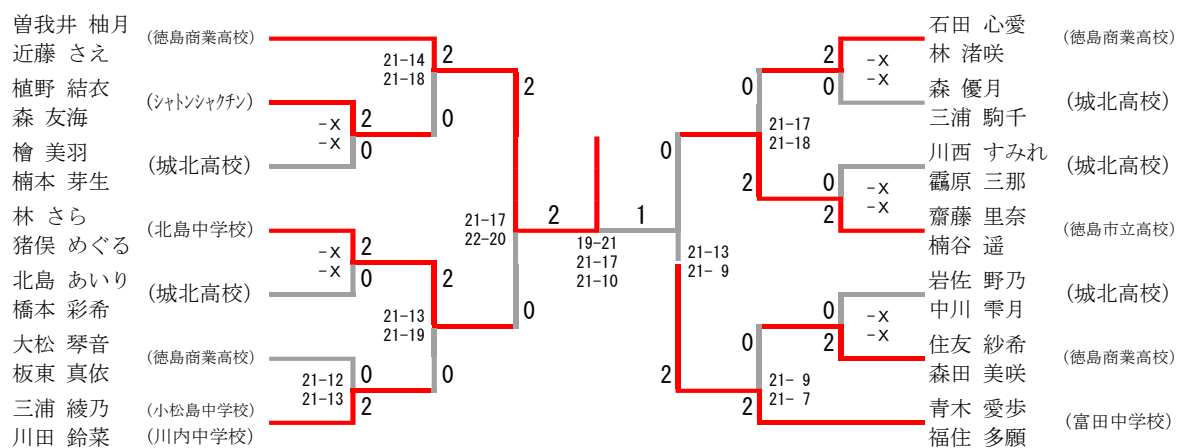 曽我井 柚月
(徳島商業高校)
近藤 さえ
植野 結衣
(シャトンシャクチン)
森 友海
檜 美羽
(城北高校)
楠本 芽生
林 さら
(北島中学校)
猪俣 めぐる
北島 あいり
(城北高校)
橋本 彩希
大松 琴音
(徳島商業高校)
板東 真依
三浦 綾乃
(小松島中学校)
川田 鈴菜
(川内中学校)
21-14
21-18
2
0
-X
-X
2
0
-X
-X
2
0
21-12
21-13
0
2
21-13
21-19
2
0
21-17
22-20
2
0
2
1
19-21
21-17
21-10
0
2
21-13
21- 9
0
2
21-17
21-18
2
0
-X
-X
0
2
-X
-X
0
2
-X
-X
0
2
21- 9
21- 7
石田 心愛
(徳島商業高校)
林 渚咲
森 優月
(城北高校)
三浦 駒千
川西 すみれ
(城北高校)
靍原 三那
齋藤 里奈
(徳島市立高校)
楠谷 遥
岩佐 野乃
(城北高校)
中川 雫月
住友 紗希
(徳島商業高校)
森田 美咲
青木 愛歩
(富田中学校)
福住 多願